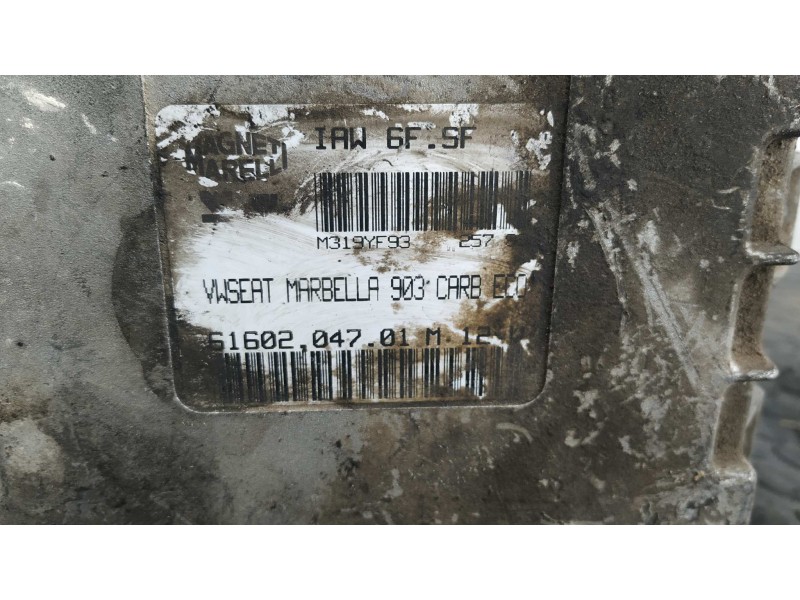 MAGNETI
MARELLI
IAW 6F.SF
M319YF93 257
VWSEAT MARBELLA 903 CARB ECO
61602.047.01 M 12